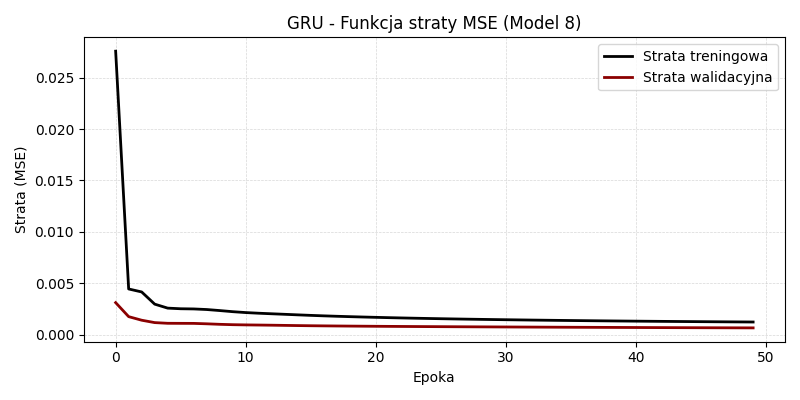 GRU - Funkcja straty MSE (Model 8)
Strata treningowa
Strata walidacyjna
Strata (MSE)
0.025
0.020
0.015
0.010
0.005
0.000
0 10 20 30 40 50
Epoka